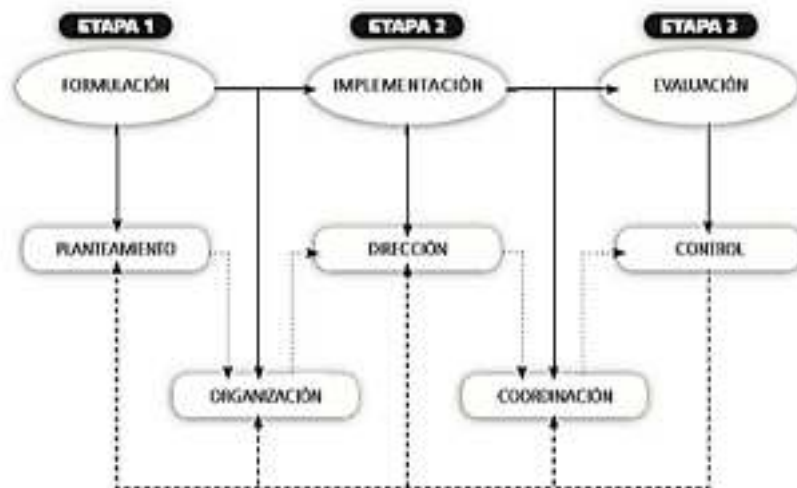 ETAPA 1
ETAPA 2
ETAPA 3
FORMULACIÓN
IMPLEMENTACIÓN
EVALUACIÓN
PLANTEAMIENTO
DIRECCIÓN
CONTROL
ORGANIZACIÓN
COORDINACIÓN